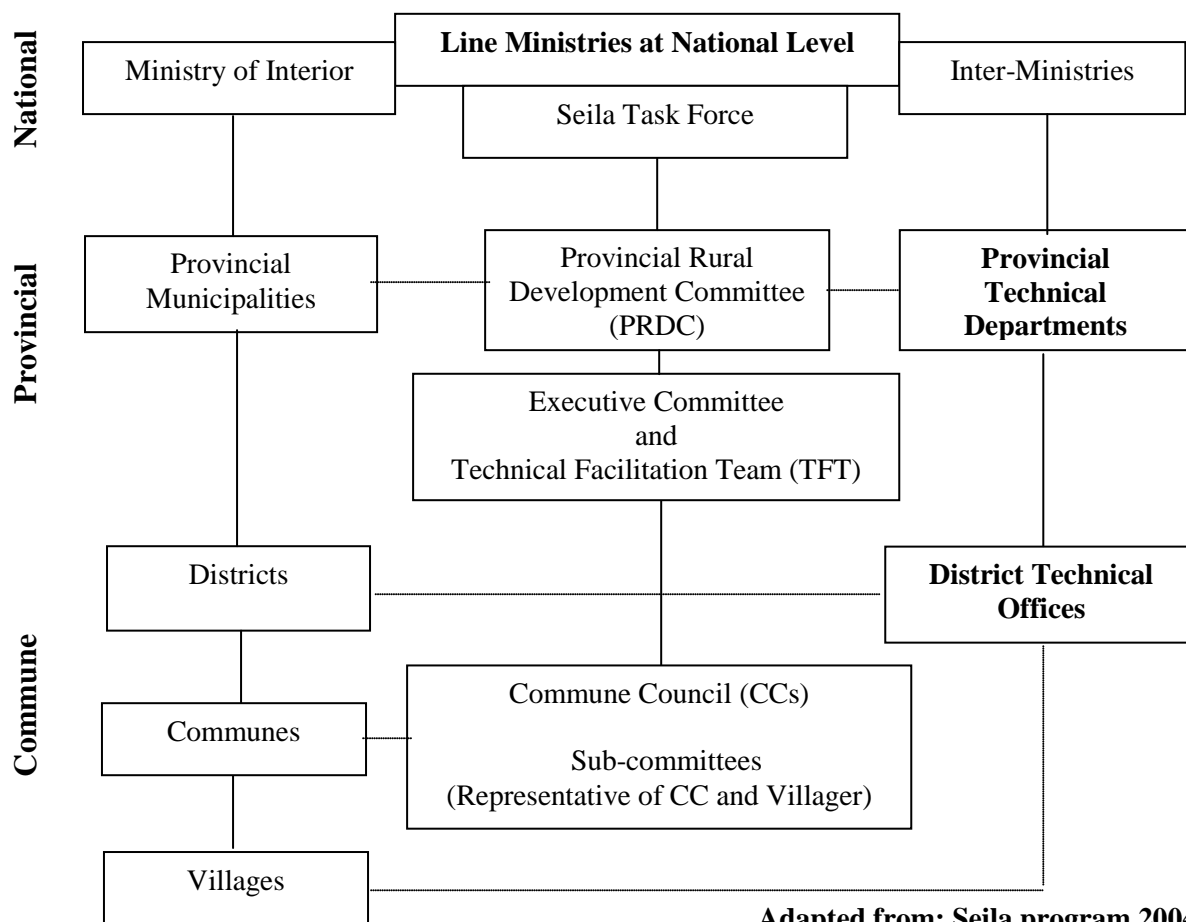 National
Line Ministries at National Level
Ministry of Interior
Inter-Ministries
Seila Task Force
Provincial
Provincial
Municipalities
Provincial Rural
Development Committee
(PRDC)
Provincial
Technical
Departments
Executive Committee
and
Technical Facilitation Team (TFT)
Commune
Districts
District Technical
Offices
Communes
Commune Council (CCs)
Sub-committees
(Representative of CC and Villager)
Villages
Adapted from: Seila program